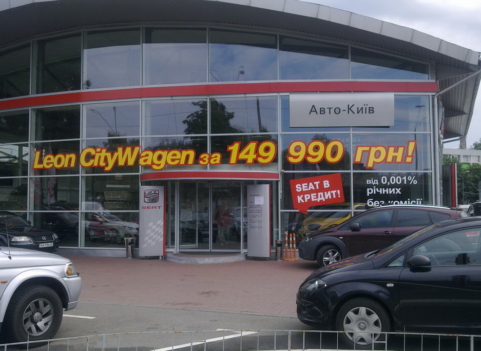 Авто-Київ
Leon CityWagen за 149 990 грн!
SEAT В
КРЕДИТ!
від 0,001%
річних
без комісії
SEAT